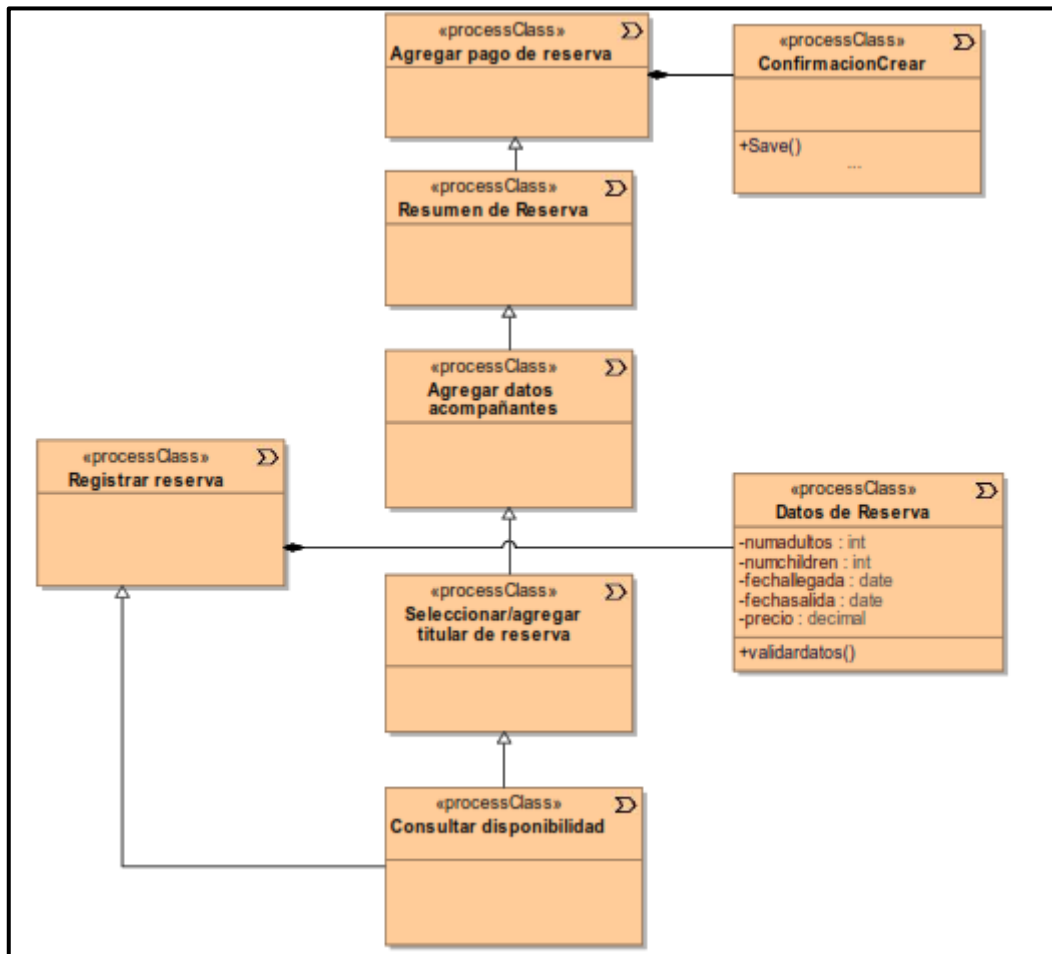 «processClass»
Agregar pago de reserva
«processClass»
ConfirmacionCrear
+Save()
...
«processClass»
Resumen de Reserva
«processClass»
Agregar datos
acompañantes
«processClass»
Registrar reserva
«processClass»
Datos de Reserva
-numadultos : int
-numchildren : int
-fechallegada : date
-fechasalida : date
-precio : decimal
+validardatos()
«processClass»
Seleccionar/agregar
titular de reserva
«processClass»
Consultar disponibilidad